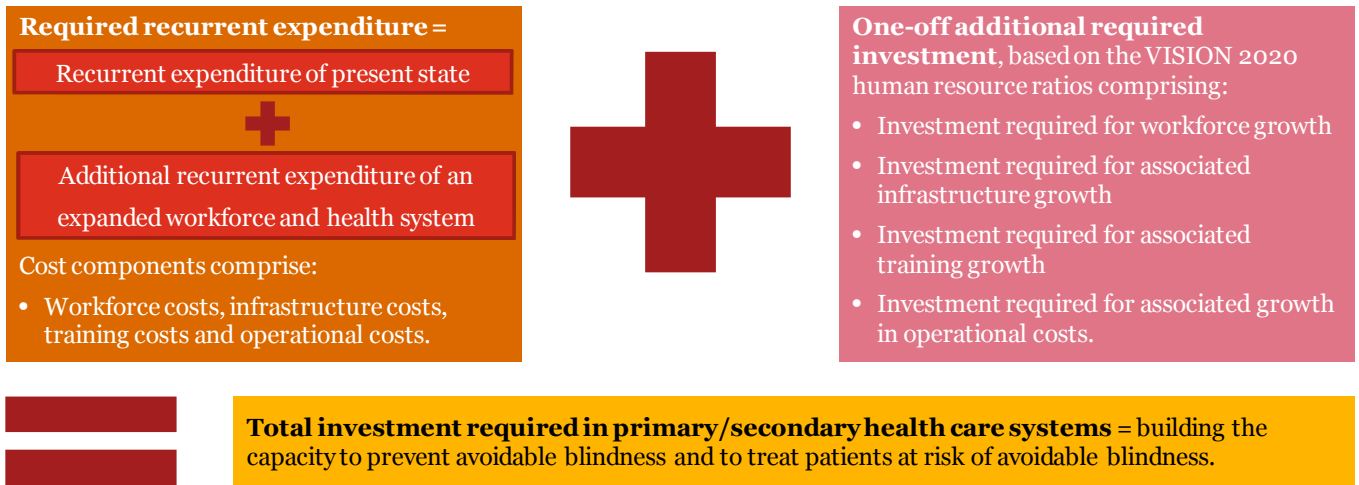 Required recurrent expenditure =
Recurrent expenditure of present state
Additional recurrent expenditure of an
expanded workforce and health system
Cost components comprise:
• Workforce costs, infrastructure costs,
training costs and operational costs.
One-off additional required
investment, based on the VISION 2020
human resource ratios comprising:
• Investment required for workforce growth
• Investment required for associated
infrastructure growth
• Investment required for associated
training growth
• Investment required for associated growth
in operational costs.
Total investment required in primary/secondary health care systems = building the
capacity to prevent avoidable blindness and to treat patients at risk of avoidable blindness.